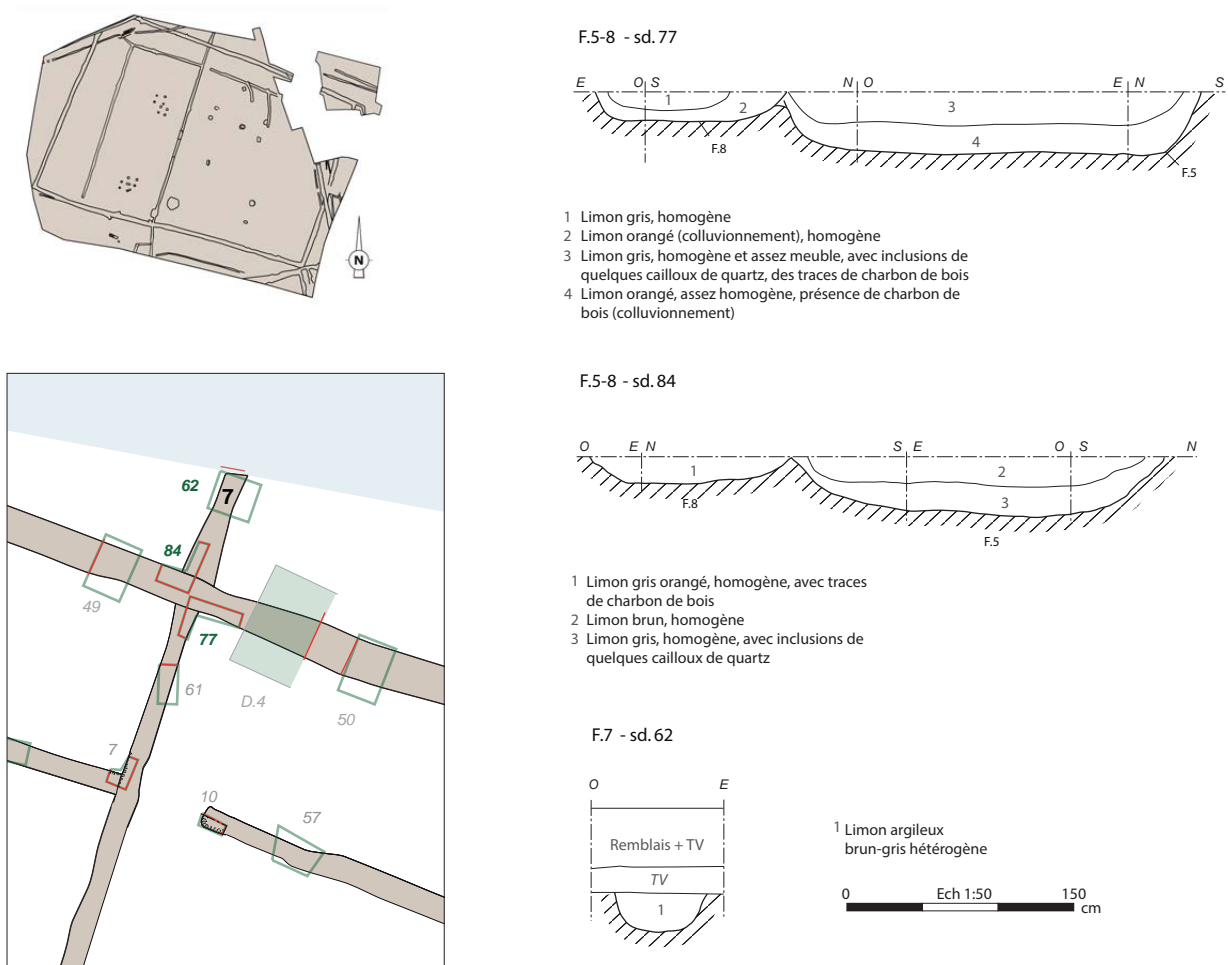 N
F.5-8 - sd. 77
E O S N O E N S
1 2 3 4
F.8
F.5
1 Limon gris, homogène
2 Limon orangé (colluvionnement), homogène
3 Limon gris, homogène et assez meuble, avec inclusions de
quelques cailloux de quartz, des traces de charbon de bois
4 Limon orangé, assez homogène, présence de charbon de
bois (colluvionnement)
62
7
84
49
77
61
D.4
50
7
10
57
F.5-8 - sd. 84
O E N S E O S N
1 2 3
F.8
F.5
1 Limon gris orangé, homogène, avec traces
de charbon de bois
2 Limon brun, homogène
3 Limon gris, homogène, avec inclusions de
quelques cailloux de quartz
F.7 - sd. 62
O E
Remblais + TV
TV
1
1 Limon argileux
brun-gris hétérogène
0 Ech 1:50 150
cm